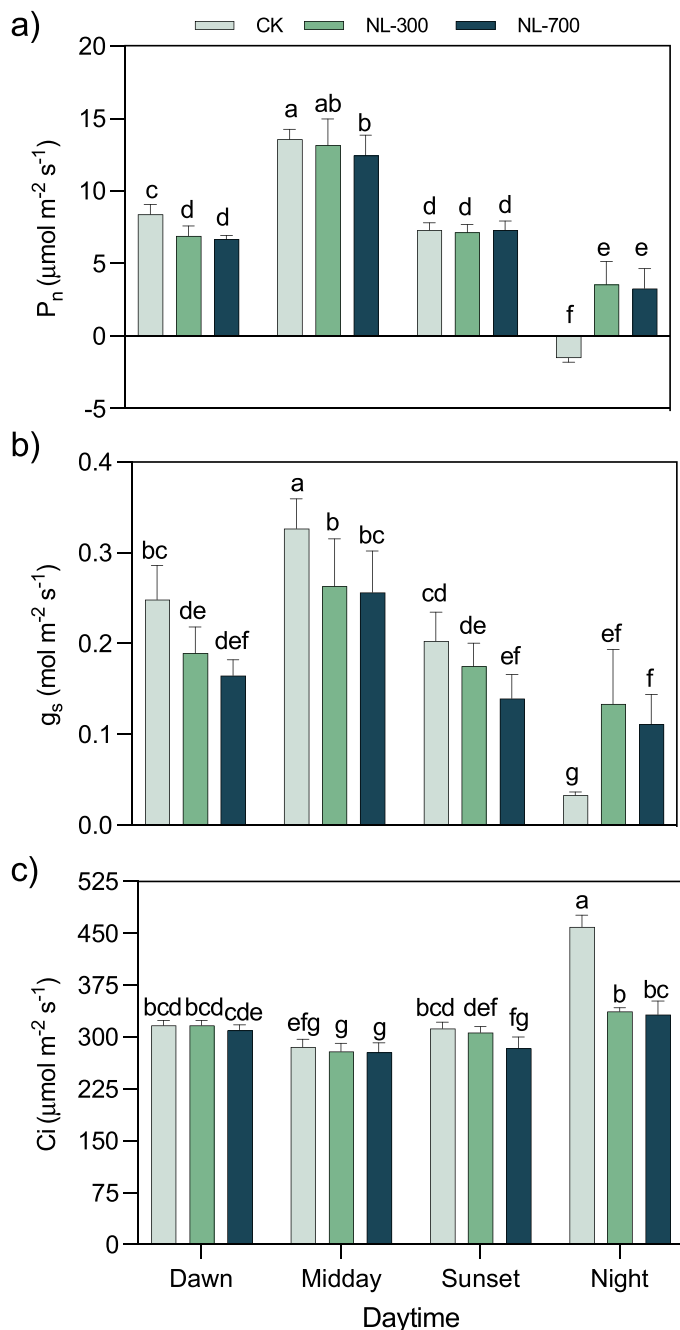 a)
CK NL-300 NL-700
20
15
10
5
0
-5
Pn (μmol m-2 s-1)
a ab b
c d d
d d d
f e e
b)
0.4
0.3
0.2
0.1
0.0
gs (mol m-2 s-1)
bc de def
a b bc
cd de ef
g ef f
c)
525
450
375
300
225
150
75
0
Ci (μmol m-2 s-1)
bcd bcd cde
efg g g
bcd def fg
a b bc
Dawn Midday Sunset Night
Daytime